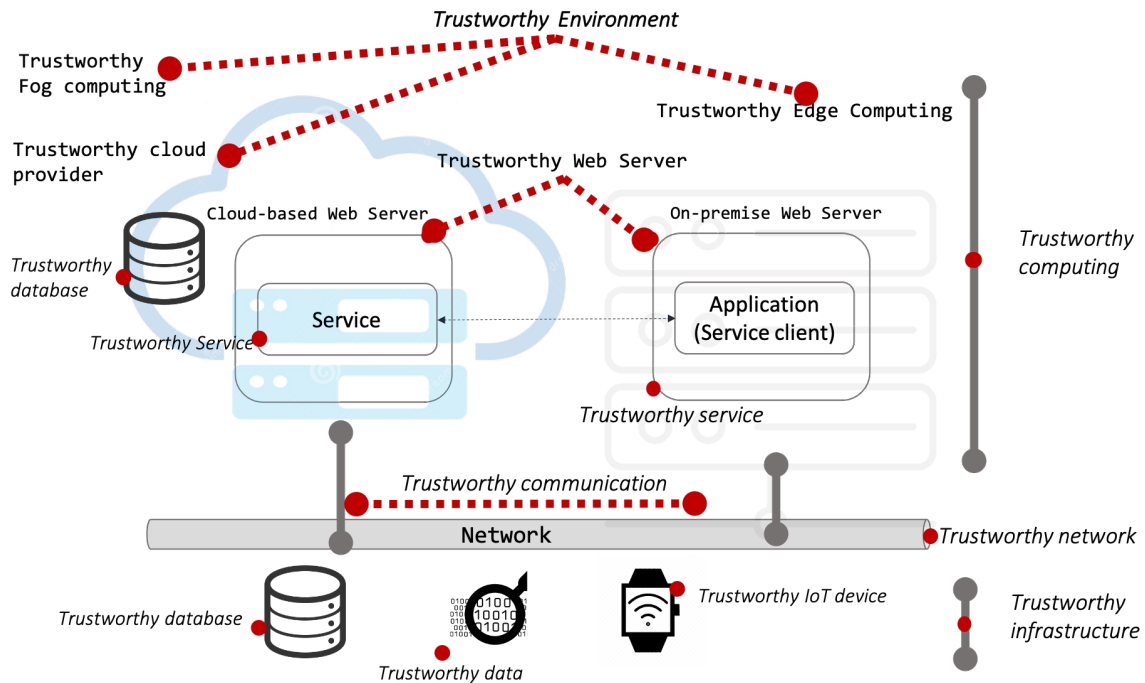 Trustworthy Environment
Trustworthy
Fog computing
Trustworthy Edge Computing
Trustworthy cloud
provider
Trustworthy Web Server
Cloud-based Web Server
On-premise Web Server
Trustworthy
database
Trustworthy
computing
Service
Application
(Service client)
Trustworthy Service
Trustworthy service
Trustworthy communication
Network
Trustworthy network
Trustworthy database
Trustworthy data
Trustworthy IoT device
Trustworthy
infrastructure